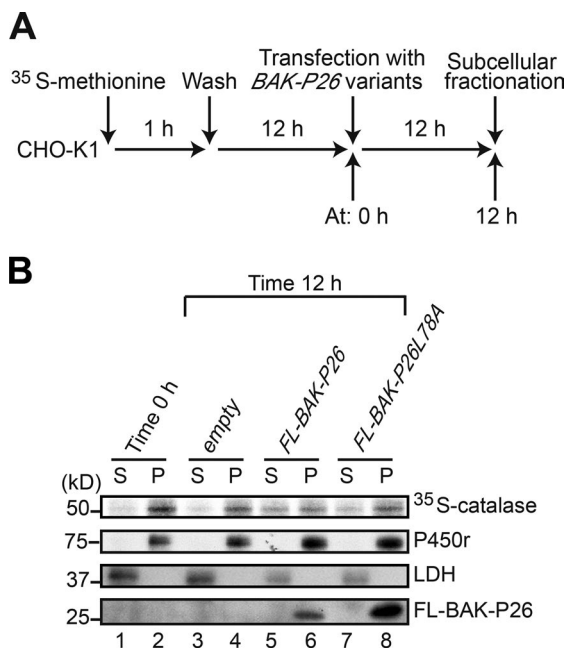 A
Transfection with
Subcellular
³⁵S-methionine Wash BAK-P26 variants fractionation
1 h 12 h 12 h
CHO-K1
At: 0 h 12 h
B
Time 12 h
Time 0 h empty FL-BAK-P26 FL-BAK-P26L78A
(kD) S P S P S P S P
50 ³⁵S-catalase
75 P450r
37 LDH
25 FL-BAK-P26
1 2 3 4 5 6 7 8